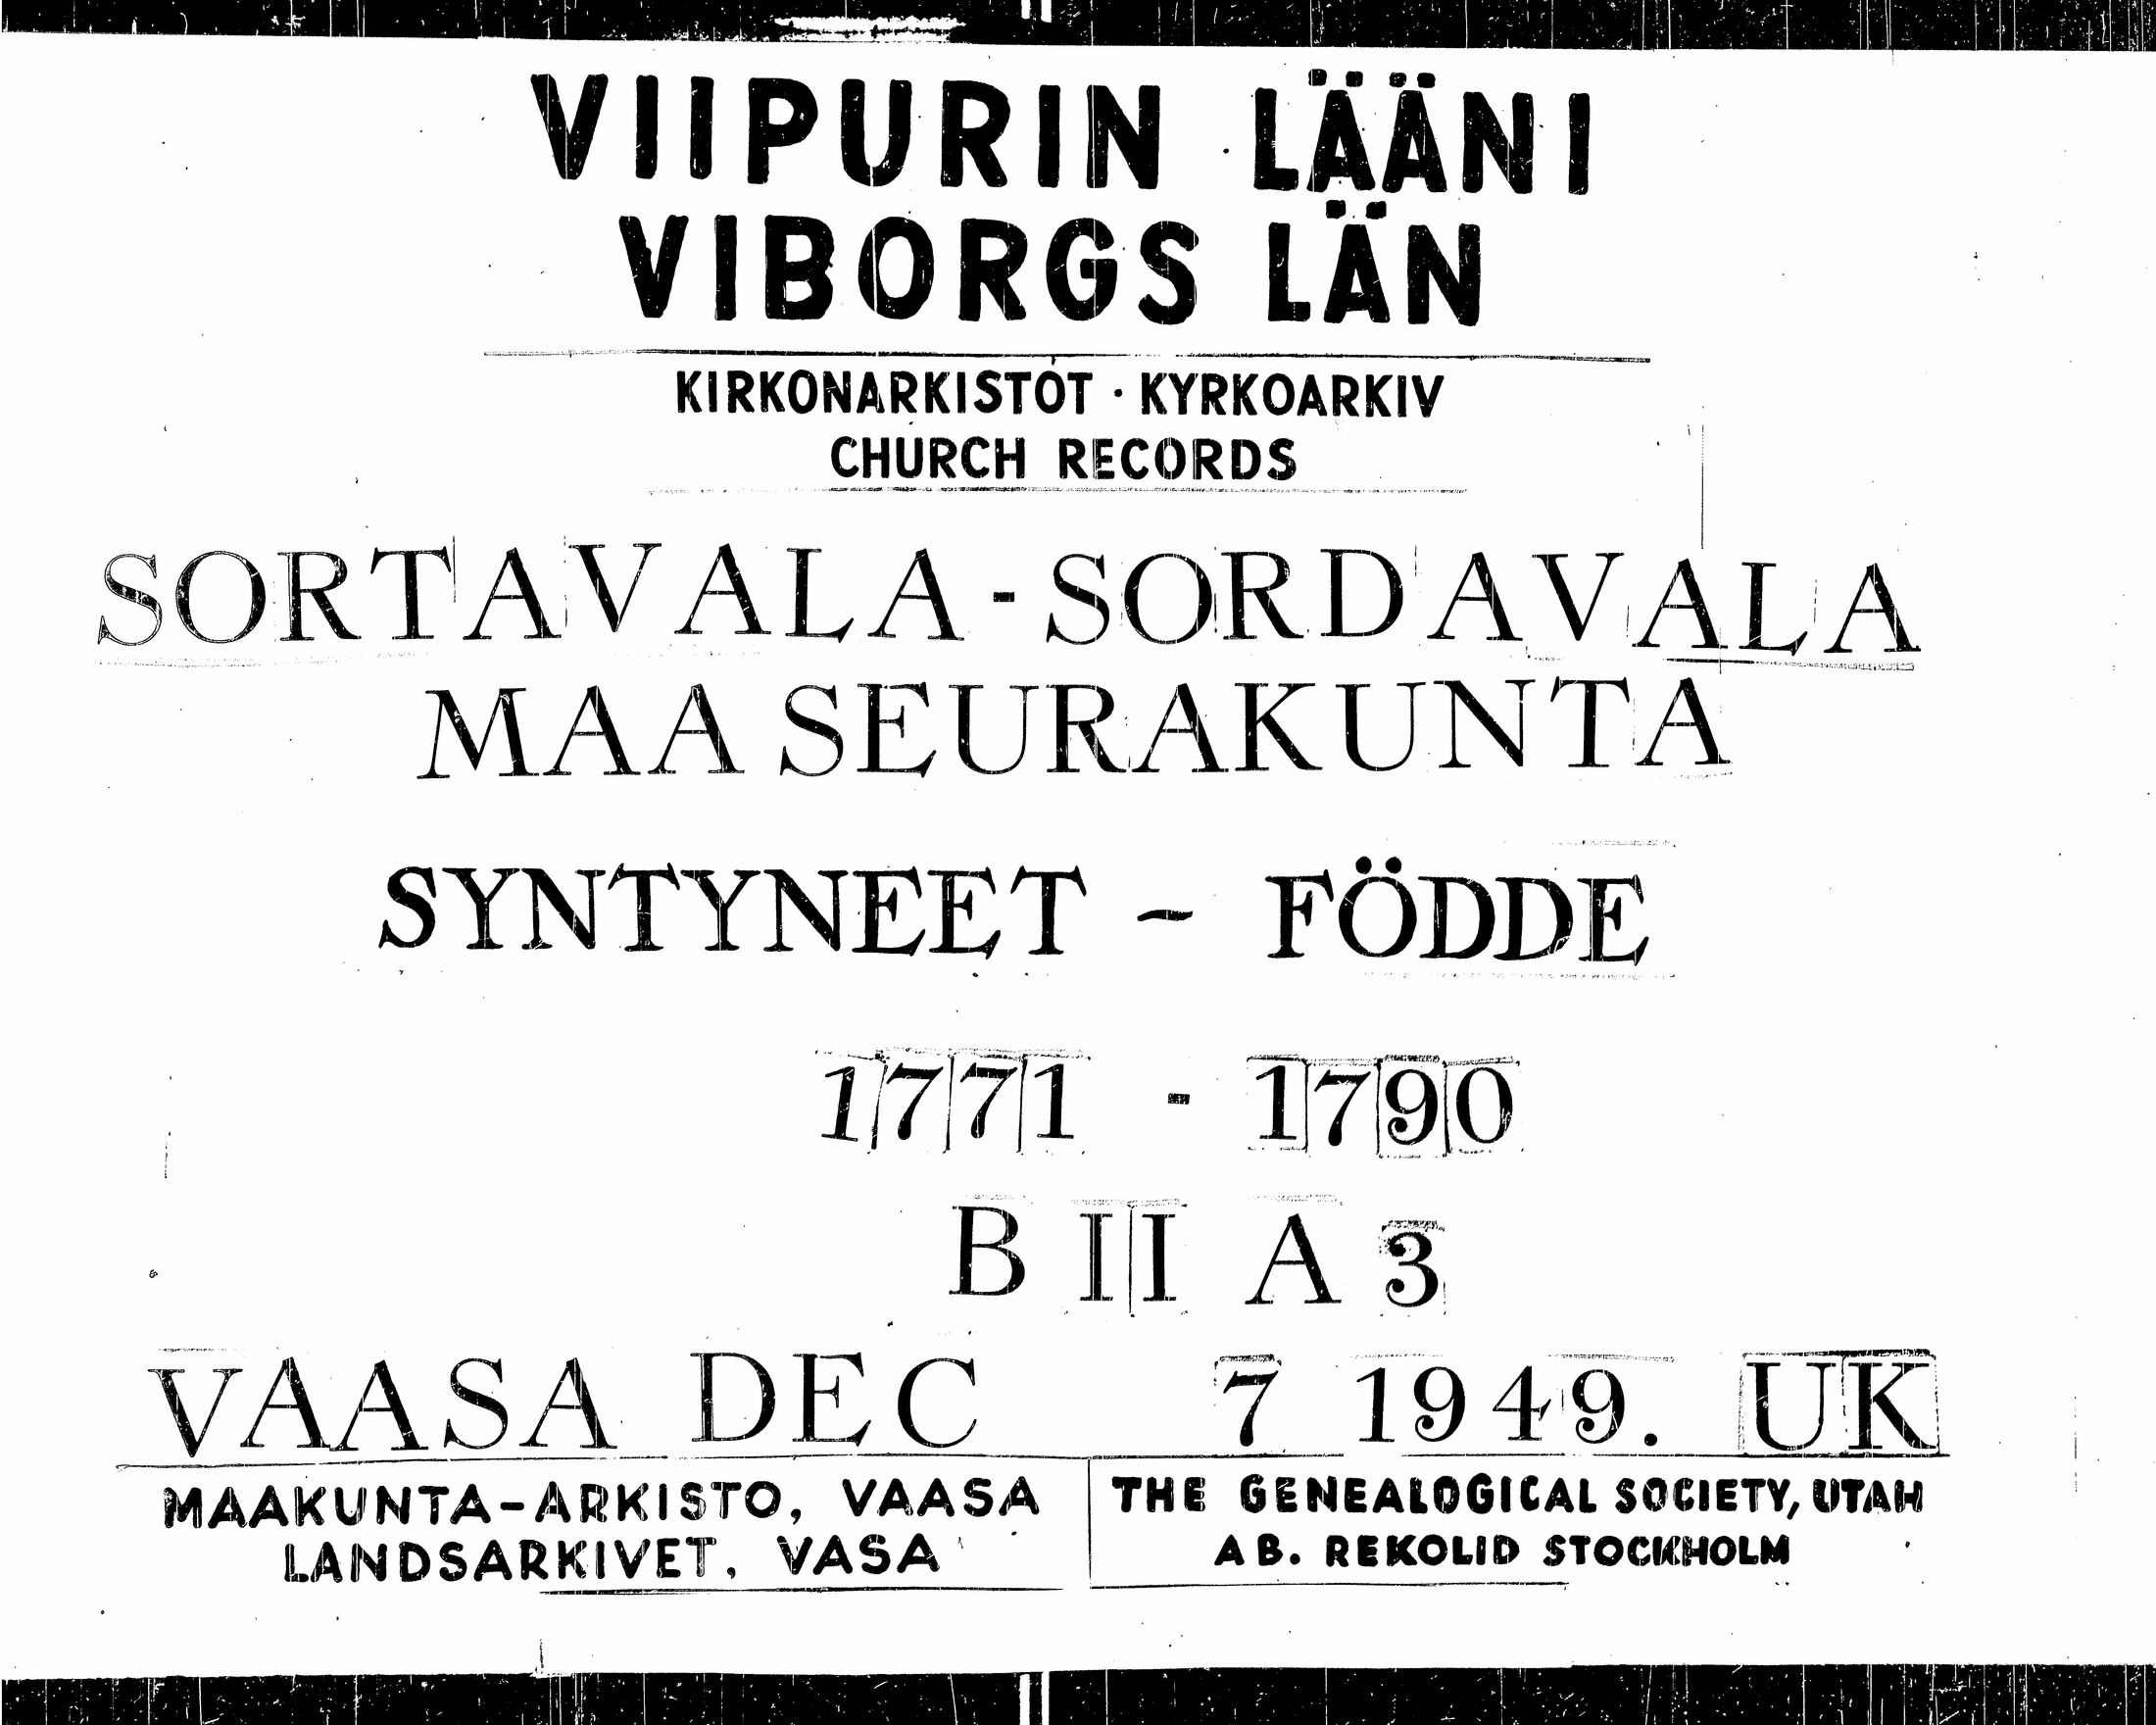 VIIPURIN LÄÄNI
VIBORGS LÄN
KIRKONARKISTOT · KYRKOARKIV
CHURCH RECORDS
SORTAVALA - SORDAVALA
MAASEURAKUNTA
SYNTYNEET - FÖDDE
1771 - 1790
B II A 3
VAASA DEC 7 1949. UK
MAAKUNTA-ARKISTO, VAASA
LANDSARKIVET, VASA
THE GENEALOGICAL SOCIETY, UTAH
AB. REKOLID STOCKHOLM